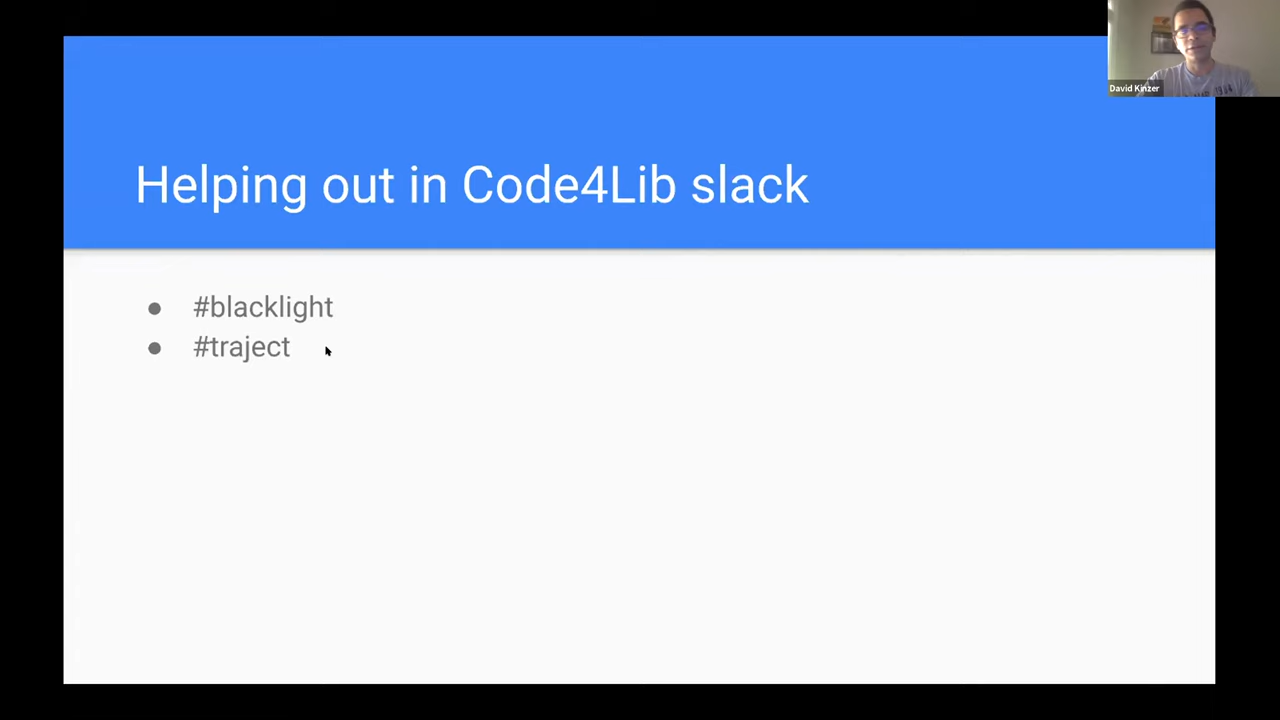 David Kinzer
Helping out in Code4Lib slack
#blacklight
#traject